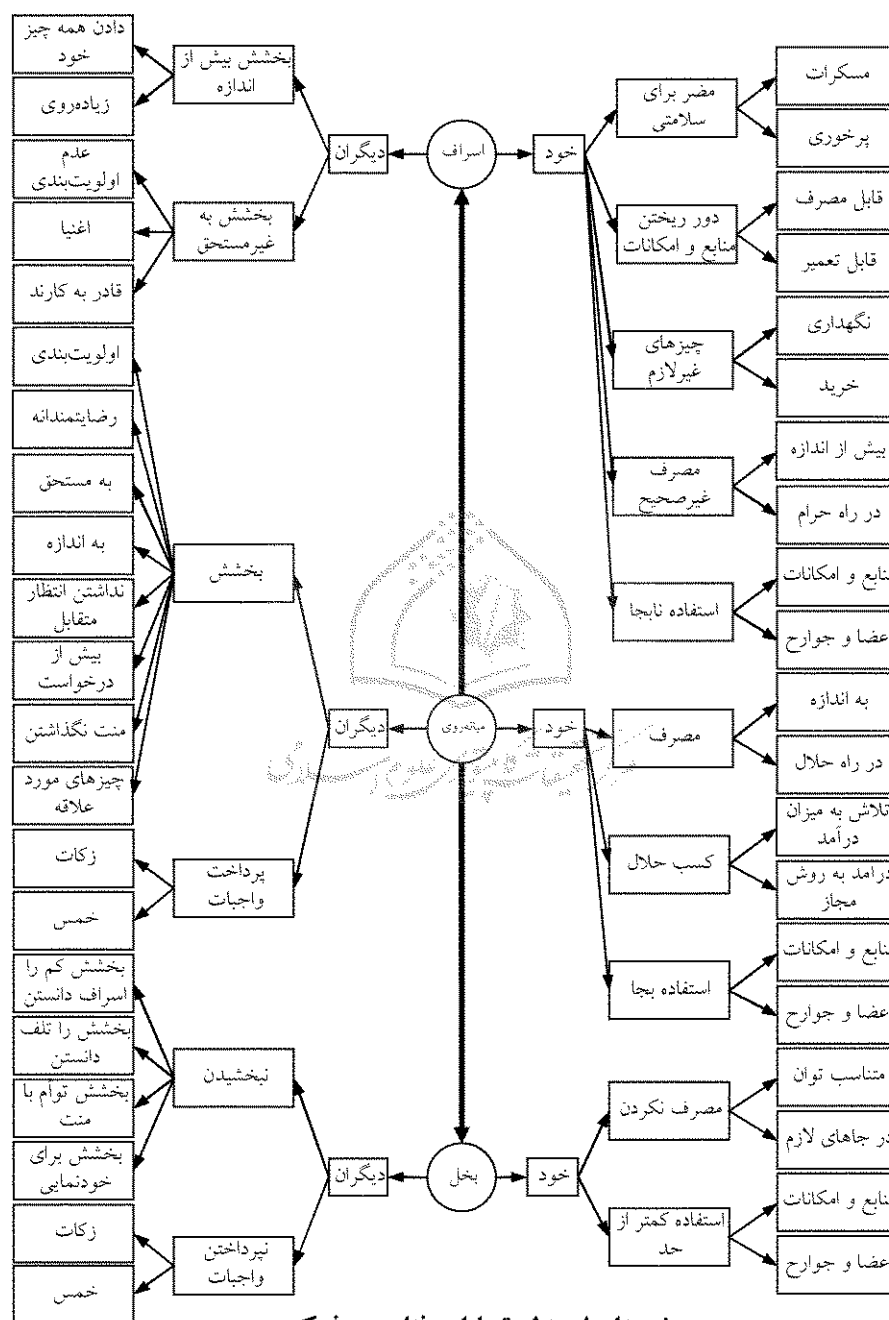 مسکرات
پرخوری
مضر برای
سلامتی
قابل مصرف
قابل تعمیر
دور ریختن
منابع و امکانات
نگهداری
خرید
چیزهای
غیرلازم
بیش از اندازه
در راه حرام
مصرف
غیرصحیح
منابع و امکانات
عضا و جوارح
استفاده نابجا
خود
اسراف
دیگران
بخشش بیش از
اندازه
دادن همه چیز
خود
زیاده‌روی
بخشش به
غیرمستحق
عدم
اولویت‌بندی
اغنیا
قادر به کارند
به اندازه
در راه حلال
مصرف
تلاش به میزان
درآمد
درامد به روش
مجاز
کسب حلال
منابع و امکانات
عضا و جوارح
استفاده بجا
خود
میانه‌روی
دیگران
بخشش
اولویت‌بندی
رضایتمندانه
به مستحق
به اندازه
نداشتن انتظار
متقابل
بیش از
درخواست
منت نگذاشتن
چیزهای مورد
علاقه
پرداخت
واجبات
زکات
خمس
متناسب توان
در جاهای لازم
مصرف نکردن
منابع و امکانات
عضا و جوارح
استفاده کمتر از
حد
خود
بخل
دیگران
نبخشیدن
بخشش کم را
اسراف دانستن
بخشش را تلف
دانستن
بخشش توأم با
منت
بخشش برای
خودنمایی
نپرداختن
واجبات
زکات
خمس